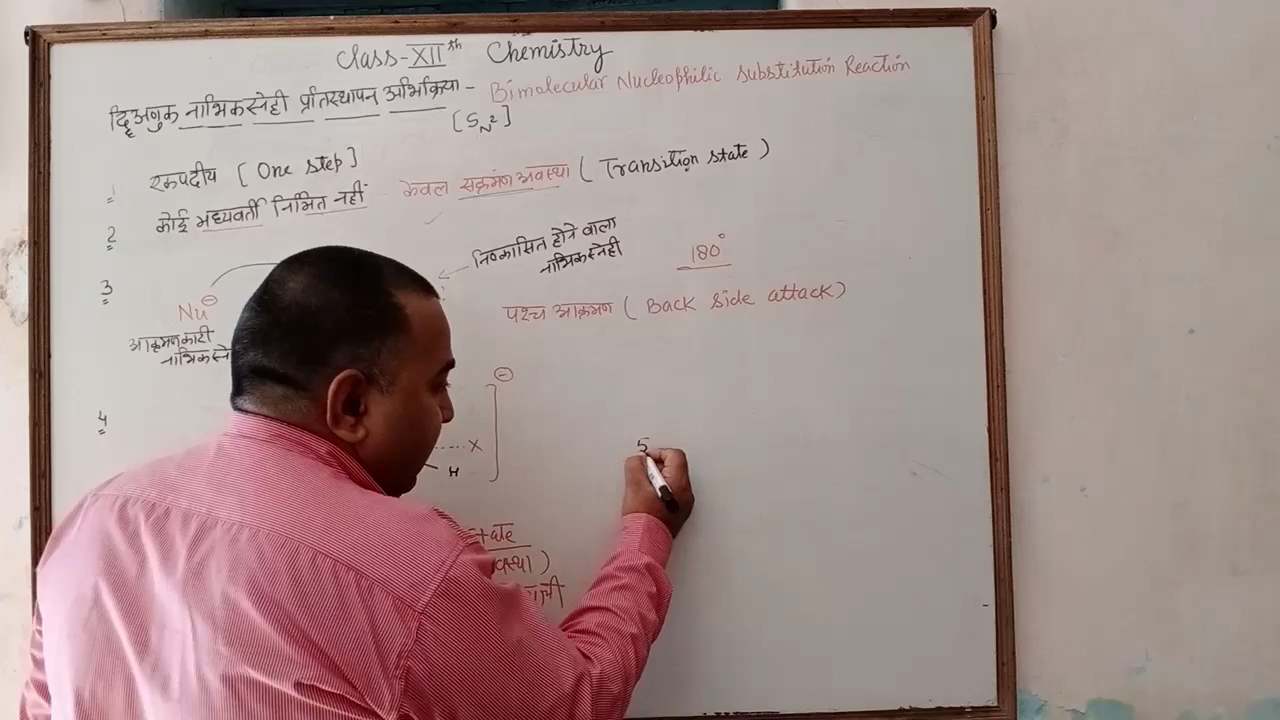 Class-XIIth Chemistry
द्विअणुक नाभिकस्नेही प्रतिस्थापन अभिक्रिया - Bimolecular Nucleophilic substitution Reaction
[SN²]
1 एकपदीय [One step]
2 कोई मध्यवर्ती निर्मित नहीं केवल संक्रमण अवस्था (Transition state)
3 निष्कासित होने वाला
नाभिकस्नेही
180°
Nu⊖
पश्च आक्रमण (Back side attack)
आक्रमणकारी
⊖
4
X
H
5